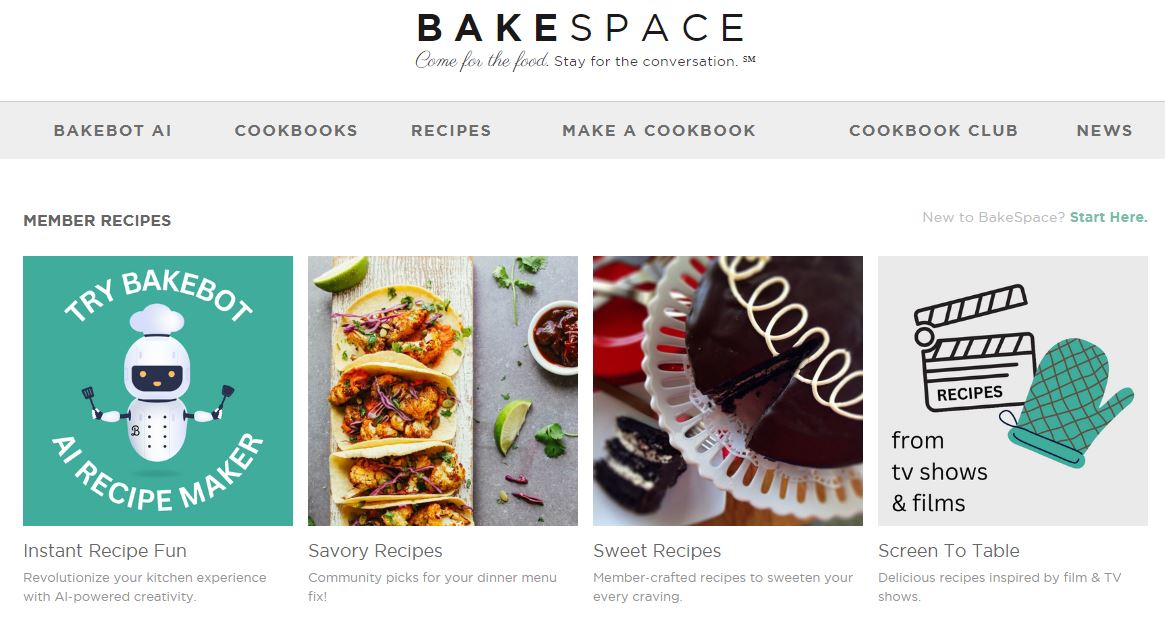 BAKESPACE
Come for the food. Stay for the conversation. ℠
BAKEBOT AI
COOKBOOKS
RECIPES
MAKE A COOKBOOK
COOKBOOK CLUB
NEWS
MEMBER RECIPES
New to BakeSpace? Start Here.
TRY BAKEBOT
B
AI RECIPE MAKER
RECIPES
from
tv shows
& films
Instant Recipe Fun
Revolutionize your kitchen experience
with AI-powered creativity.
Savory Recipes
Community picks for your dinner menu
fix!
Sweet Recipes
Member-crafted recipes to sweeten your
every craving.
Screen To Table
Delicious recipes inspired by film & TV
shows.